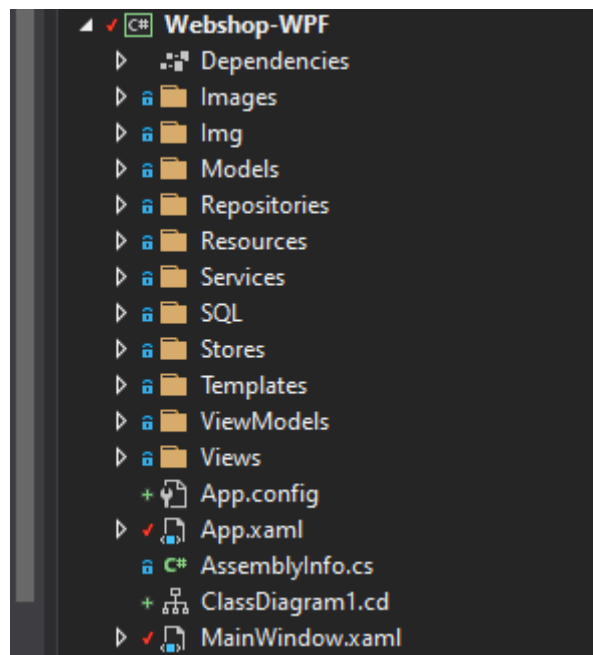 C# Webshop-WPF
Dependencies
Images
Img
Models
Repositories
Resources
Services
SQL
Stores
Templates
ViewModels
Views
App.config
App.xaml
C# AssemblyInfo.cs
ClassDiagram1.cd
MainWindow.xaml